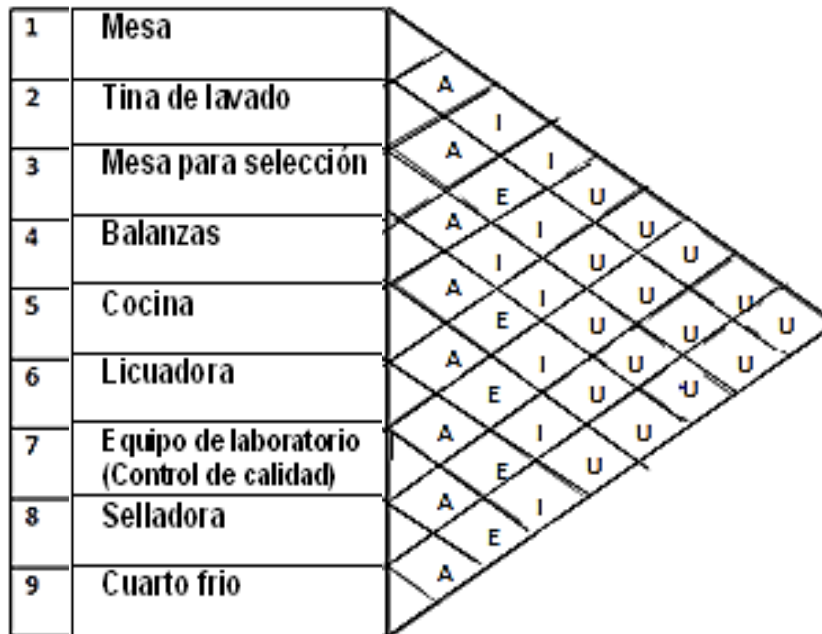 1 Mesa
2 Tina de lavado
3 Mesa para selección
4 Balanzas
5 Cocina
6 Licuadora
7 Equipo de laboratorio
(Control de calidad)
8 Selladora
9 Cuarto frio
A
I
A I
E U
A I U
I U U
A I U U
E U U U
A I U U
E U U
A I U
E U
A I
E
A